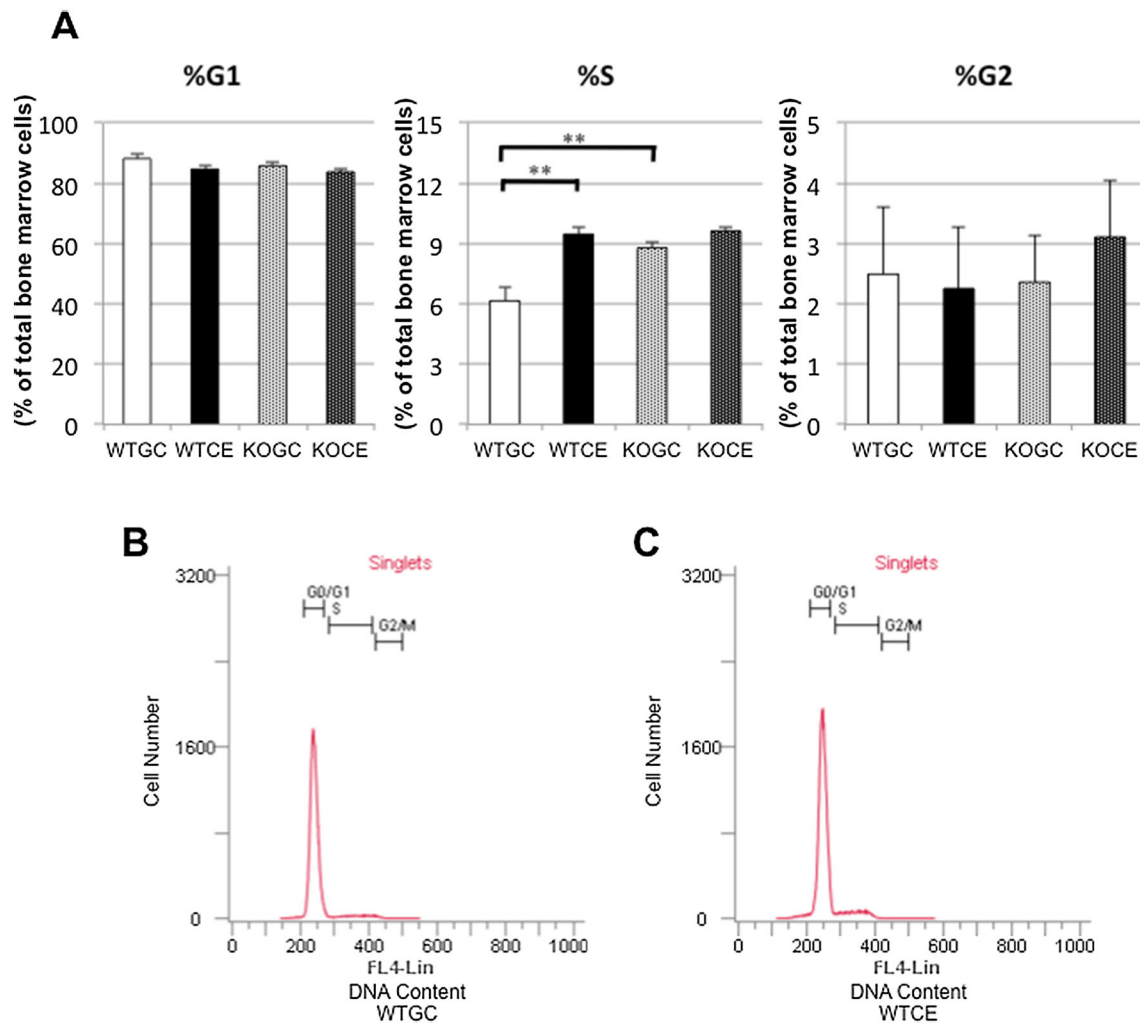 A
%G1
%S
%G2
(% of total bone marrow cells)
100
80
60
40
20
0
WTGC WTCE KOGC KOCE
(% of total bone marrow cells)
15
12
9
6
3
0
**
**
WTGC WTCE KOGC KOCE
(% of total bone marrow cells)
5
4
3
2
1
0
WTGC WTCE KOGC KOCE
B
Singlets
3200
1600
0
Cell Number
G0/G1
S
G2/M
0 200 400 600 800 1000
FL4-Lin
DNA Content
WTGC
C
Singlets
3200
1600
0
Cell Number
G0/G1
S
G2/M
0 200 400 600 800 1000
FL4-Lin
DNA Content
WTCE